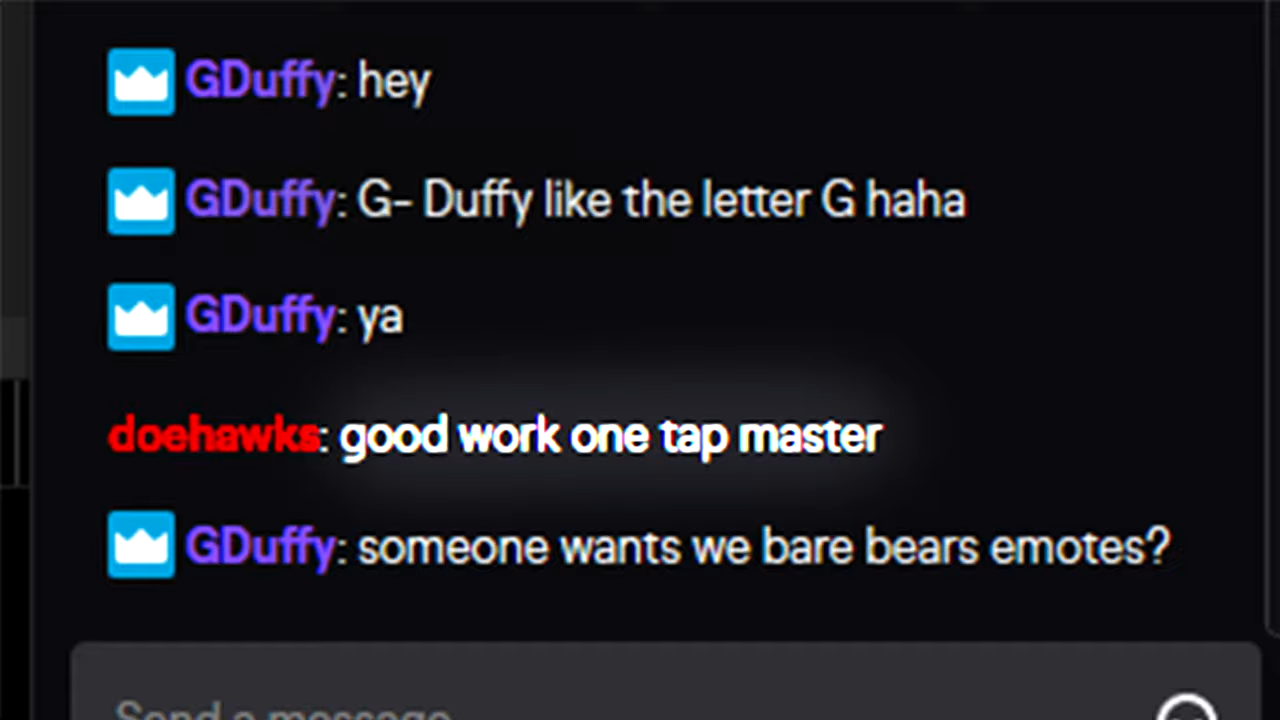 GDuffy: hey
GDuffy: G- Duffy like the letter G haha
GDuffy: ya
doehawks: good work one tap master
GDuffy: someone wants we bare bears emotes?
Send a message